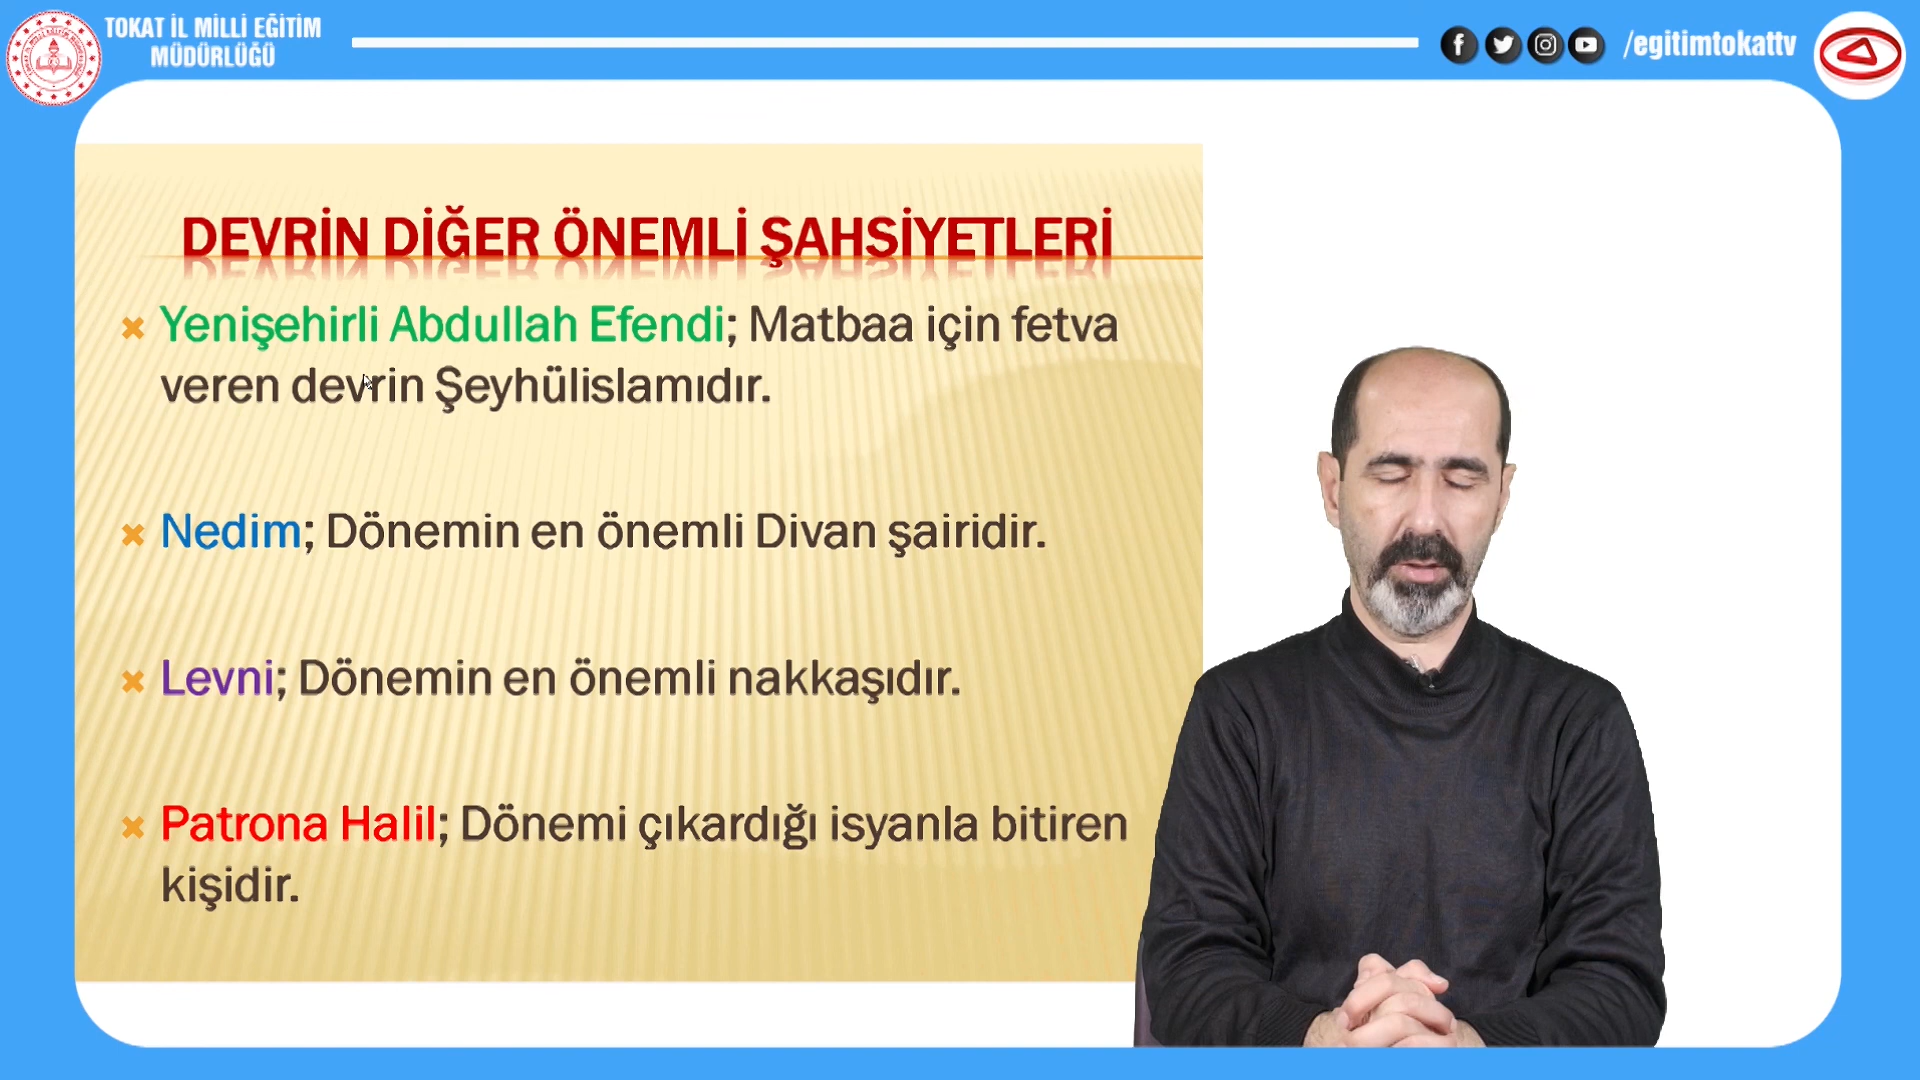 TOKAT İL MİLLİ EĞİTİM
MÜDÜRLÜĞÜ
/egitimtokattv
DEVRİN DİĞER ÖNEMLİ ŞAHSİYETLERİ
Yenişehirli Abdullah Efendi; Matbaa için fetva
veren devrin Şeyhülislamıdır.
Nedim; Dönemin en önemli Divan şairidir.
Levni; Dönemin en önemli nakkaşıdır.
Patrona Halil; Dönemi çıkardığı isyanla bitiren
kişidir.